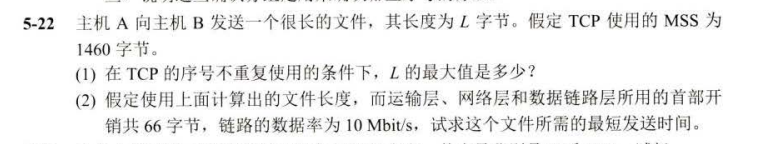 5-22 主机 A 向主机 B 发送一个很长的文件，其长度为 L 字节。假定 TCP 使用的 MSS 为
1460 字节。
(1) 在 TCP 的序号不重复使用的条件下，L 的最大值是多少？
(2) 假定使用上面计算出的文件长度，而运输层、网络层和数据链路层所用的首部开
销共 66 字节，链路的数据率为 10 Mbit/s，试求这个文件所需的最短发送时间。